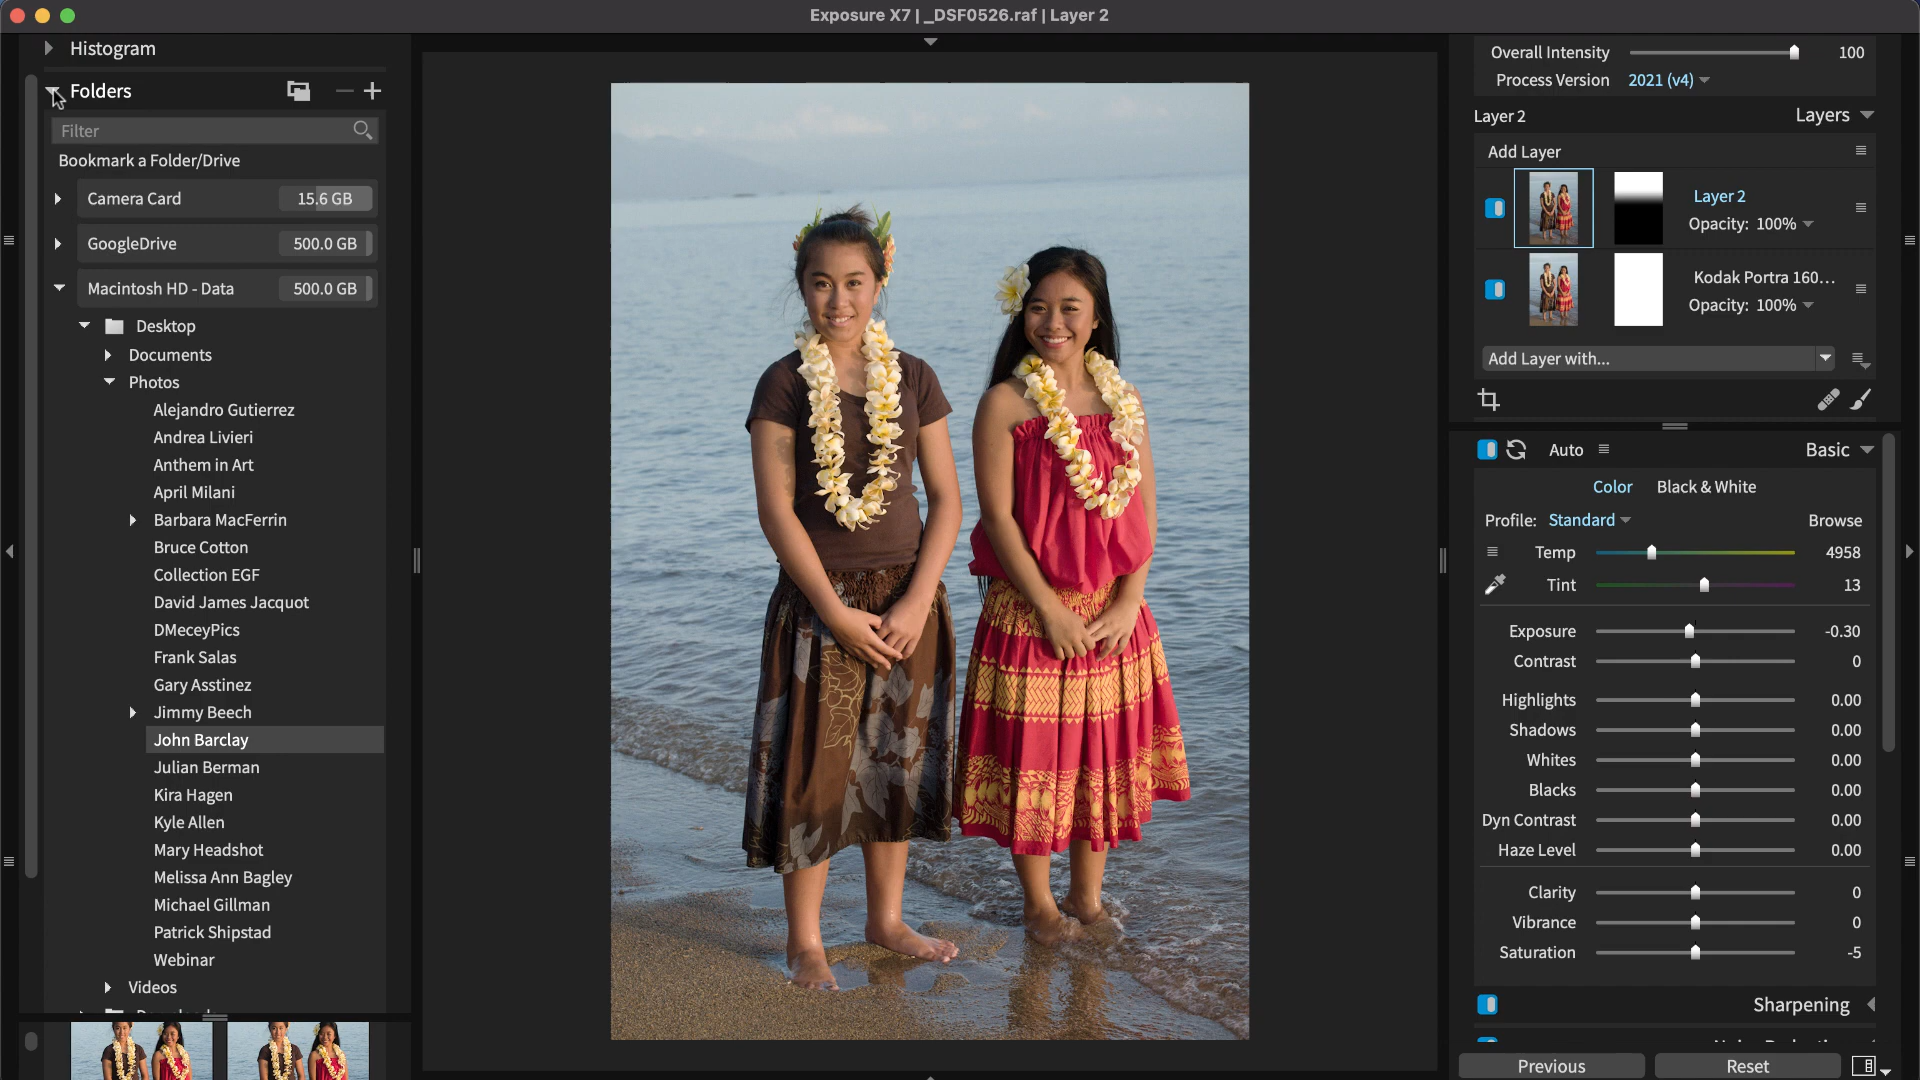 Exposure X7 | _DSF0526.raf | Layer 2
Histogram
Folders
Filter
Bookmark a Folder/Drive
Camera Card 15.6 GB
GoogleDrive 500.0 GB
Macintosh HD - Data 500.0 GB
Desktop
Documents
Photos
Alejandro Gutierrez
Andrea Livieri
Anthem in Art
April Milani
Barbara MacFerrin
Bruce Cotton
Collection EGF
David James Jacquot
DMeceyPics
Frank Salas
Gary Asstinez
Jimmy Beech
John Barclay
Julian Berman
Kira Hagen
Kyle Allen
Mary Headshot
Melissa Ann Bagley
Michael Gillman
Patrick Shipstad
Webinar
Videos
Overall Intensity 100
Process Version 2021 (v4)
Layer 2 Layers
Add Layer
Layer 2
Opacity: 100%
Kodak Portra 160...
Opacity: 100%
Add Layer with...
Auto Basic
Color Black & White
Profile: Standard Browse
Temp 4958
Tint 13
Exposure -0.30
Contrast 0
Highlights 0.00
Shadows 0.00
Whites 0.00
Blacks 0.00
Dyn Contrast 0.00
Haze Level 0.00
Clarity 0
Vibrance 0
Saturation -5
Sharpening
Previous Reset